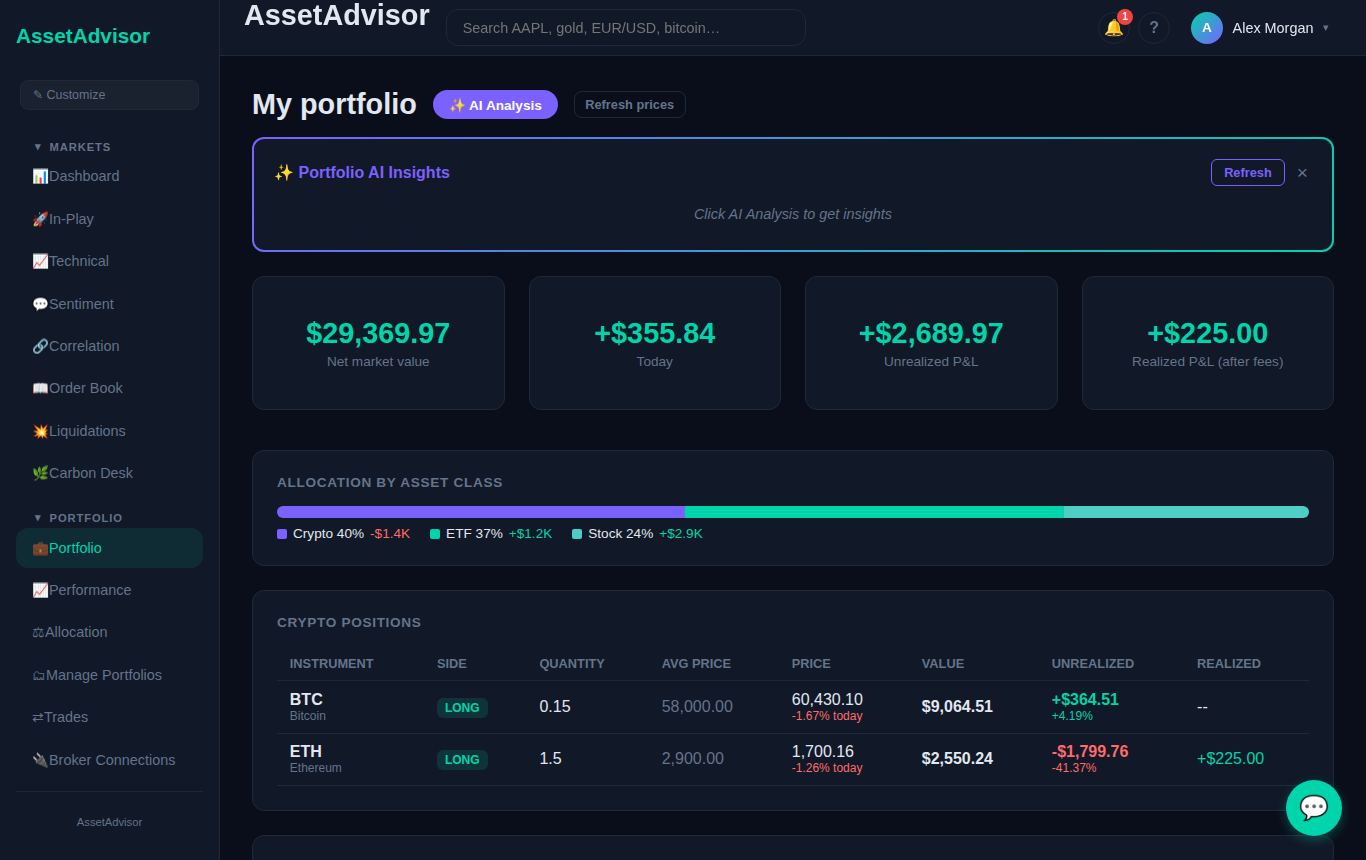 AssetAdvisor
✎ Customize
▼ MARKETS
📊Dashboard
🚀In-Play
📈Technical
💬Sentiment
🔗Correlation
📖Order Book
💥Liquidations
🌿Carbon Desk
▼ PORTFOLIO
💼Portfolio
📈Performance
⚖Allocation
🗂Manage Portfolios
⇄Trades
🔌Broker Connections
AssetAdvisor
AssetAdvisor
Search AAPL, gold, EUR/USD, bitcoin…
🔔 1
?
A Alex Morgan ▾
My portfolio ✨ AI Analysis Refresh prices
✨ Portfolio AI Insights Refresh ×
Click AI Analysis to get insights
$29,369.97 +$355.84 +$2,689.97 +$225.00
Net market value Today Unrealized P&L Realized P&L (after fees)
ALLOCATION BY ASSET CLASS
Crypto 40% -$1.4K ETF 37% +$1.2K Stock 24% +$2.9K
CRYPTO POSITIONS
INSTRUMENT SIDE QUANTITY AVG PRICE PRICE VALUE UNREALIZED REALIZED
BTC LONG 0.15 58,000.00 60,430.10 $9,064.51 +$364.51 --
Bitcoin -1.67% today +4.19%
ETH LONG 1.5 2,900.00 1,700.16 $2,550.24 -$1,799.76 +$225.00
Ethereum -1.26% today -41.37%
💬